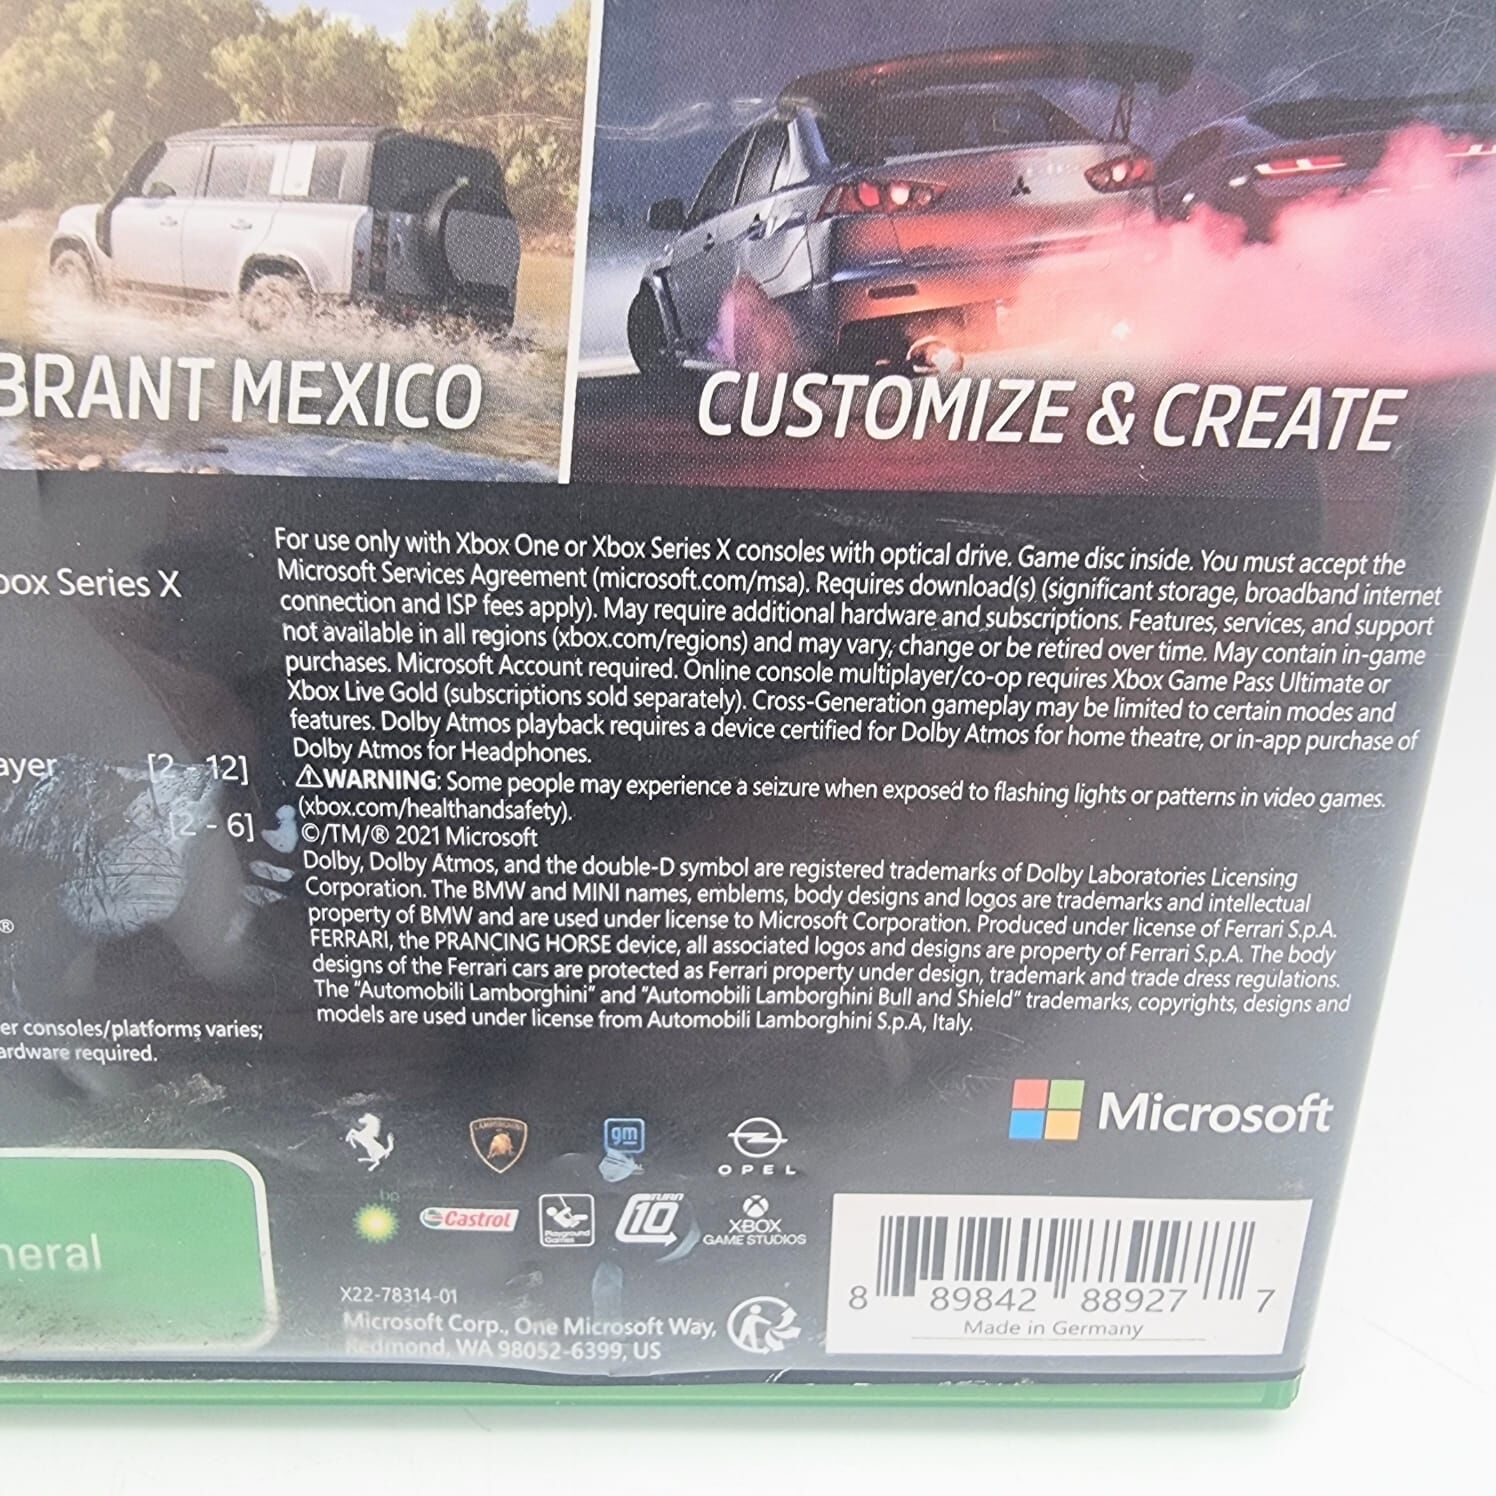 BRANT MEXICO
CUSTOMIZE & CREATE
box Series X
ayer [2 - 12]
[2 - 6]
®
er consoles/platforms varies;
ardware required.
For use only with Xbox One or Xbox Series X consoles with optical drive. Game disc inside. You must accept the
Microsoft Services Agreement (microsoft.com/msa). Requires download(s) (significant storage, broadband internet
connection and ISP fees apply). May require additional hardware and subscriptions. Features, services, and support
not available in all regions (xbox.com/regions) and may vary, change or be retired over time. May contain in-game
purchases. Microsoft Account required. Online console multiplayer/co-op requires Xbox Game Pass Ultimate or
Xbox Live Gold (subscriptions sold separately). Cross-Generation gameplay may be limited to certain modes and
features. Dolby Atmos playback requires a device certified for Dolby Atmos for home theatre, or in-app purchase of
Dolby Atmos for Headphones.
⚠WARNING: Some people may experience a seizure when exposed to flashing lights or patterns in video games.
(xbox.com/healthandsafety).
©/TM/® 2021 Microsoft
Dolby, Dolby Atmos, and the double-D symbol are registered trademarks of Dolby Laboratories Licensing
Corporation. The BMW and MINI names, emblems, body designs and logos are trademarks and intellectual
property of BMW and are used under license to Microsoft Corporation. Produced under license of Ferrari S.p.A.
FERRARI, the PRANCING HORSE device, all associated logos and designs are property of Ferrari S.p.A. The body
designs of the Ferrari cars are protected as Ferrari property under design, trademark and trade dress regulations.
The "Automobili Lamborghini" and "Automobili Lamborghini Bull and Shield" trademarks, copyrights, designs and
models are used under license from Automobili Lamborghini S.p.A, Italy.
Microsoft
LAMBORGHINI
gm
OPEL
neral
bp
Castrol
Playground Games
TURN 10
XBOX
GAME STUDIOS
X22-78314-01
Microsoft Corp., One Microsoft Way,
Redmond, WA 98052-6399, US
8 89842 88927 7
Made in Germany